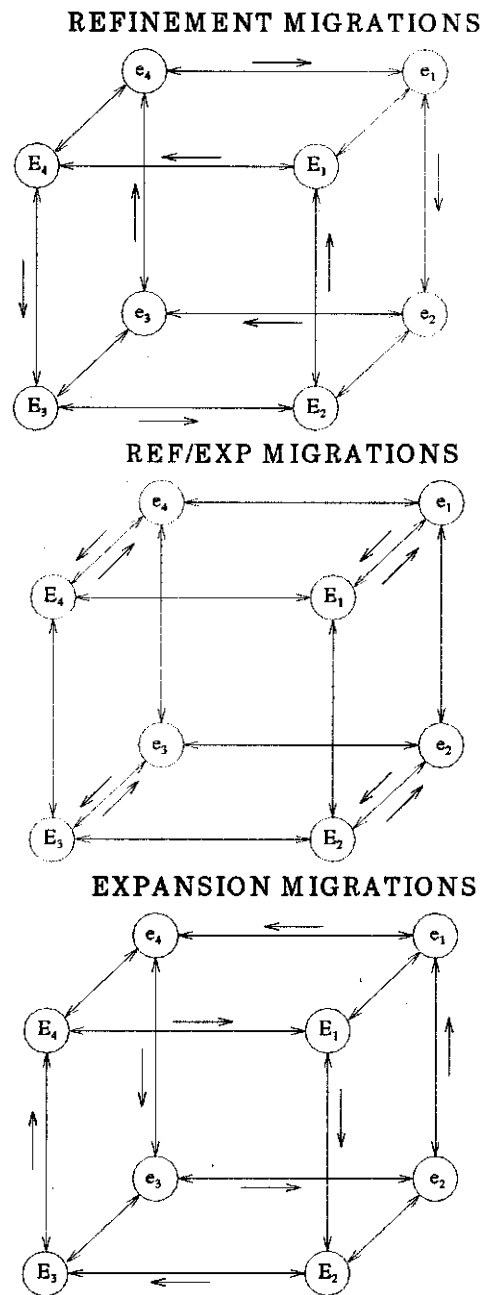 REFINEMENT MIGRATIONS
e₄ e₁
E₄ E₁
e₃ e₂
E₃ E₂
REF/EXP MIGRATIONS
e₄ e₁
E₄ E₁
e₃ e₂
E₃ E₂
EXPANSION MIGRATIONS
e₄ e₁
E₄ E₁
e₃ e₂
E₃ E₂